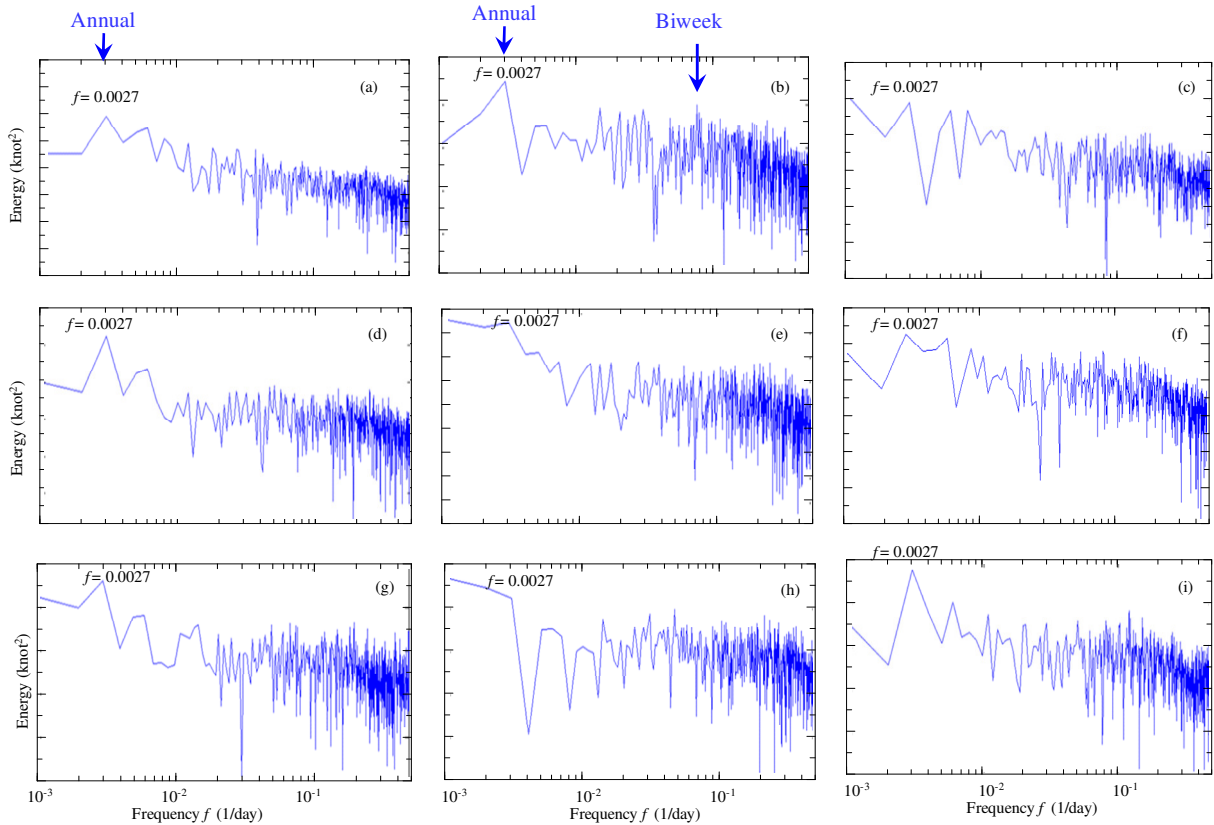 Annual
Annual
Biweek
f= 0.0027
(a)
f= 0.0027
(b)
f= 0.0027
(c)
Energy (knot²)
f= 0.0027
(d)
f= 0.0027
(e)
f= 0.0027
(f)
Energy (knot²)
f= 0.0027
(g)
f= 0.0027
(h)
f= 0.0027
(i)
Energy (knot²)
10⁻³ 10⁻² 10⁻¹
10⁻³ 10⁻² 10⁻¹
10⁻³ 10⁻² 10⁻¹
Frequency f (1/day)
Frequency f (1/day)
Frequency f (1/day)